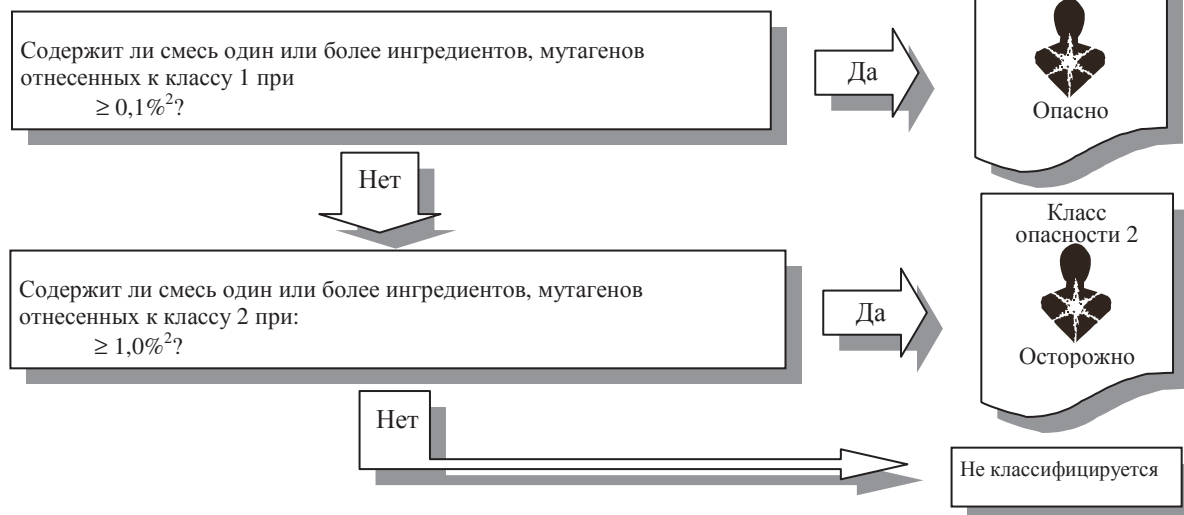 Содержит ли смесь один или более ингредиентов, мутагенов
отнесенных к классу 1 при
≥ 0,1%²?
Да
Опасно
Нет
Содержит ли смесь один или более ингредиентов, мутагенов
отнесенных к классу 2 при:
≥ 1,0%²?
Да
Класс
опасности 2
Осторожно
Нет
Не классифицируется